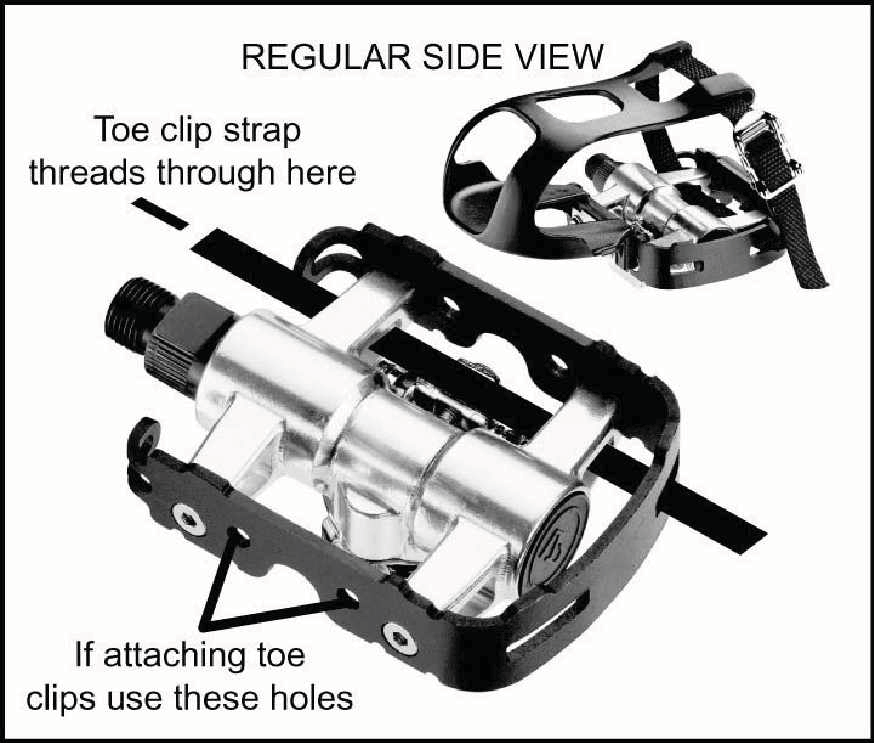 REGULAR SIDE VIEW
Toe clip strap
threads through here
If attaching toe
clips use these holes